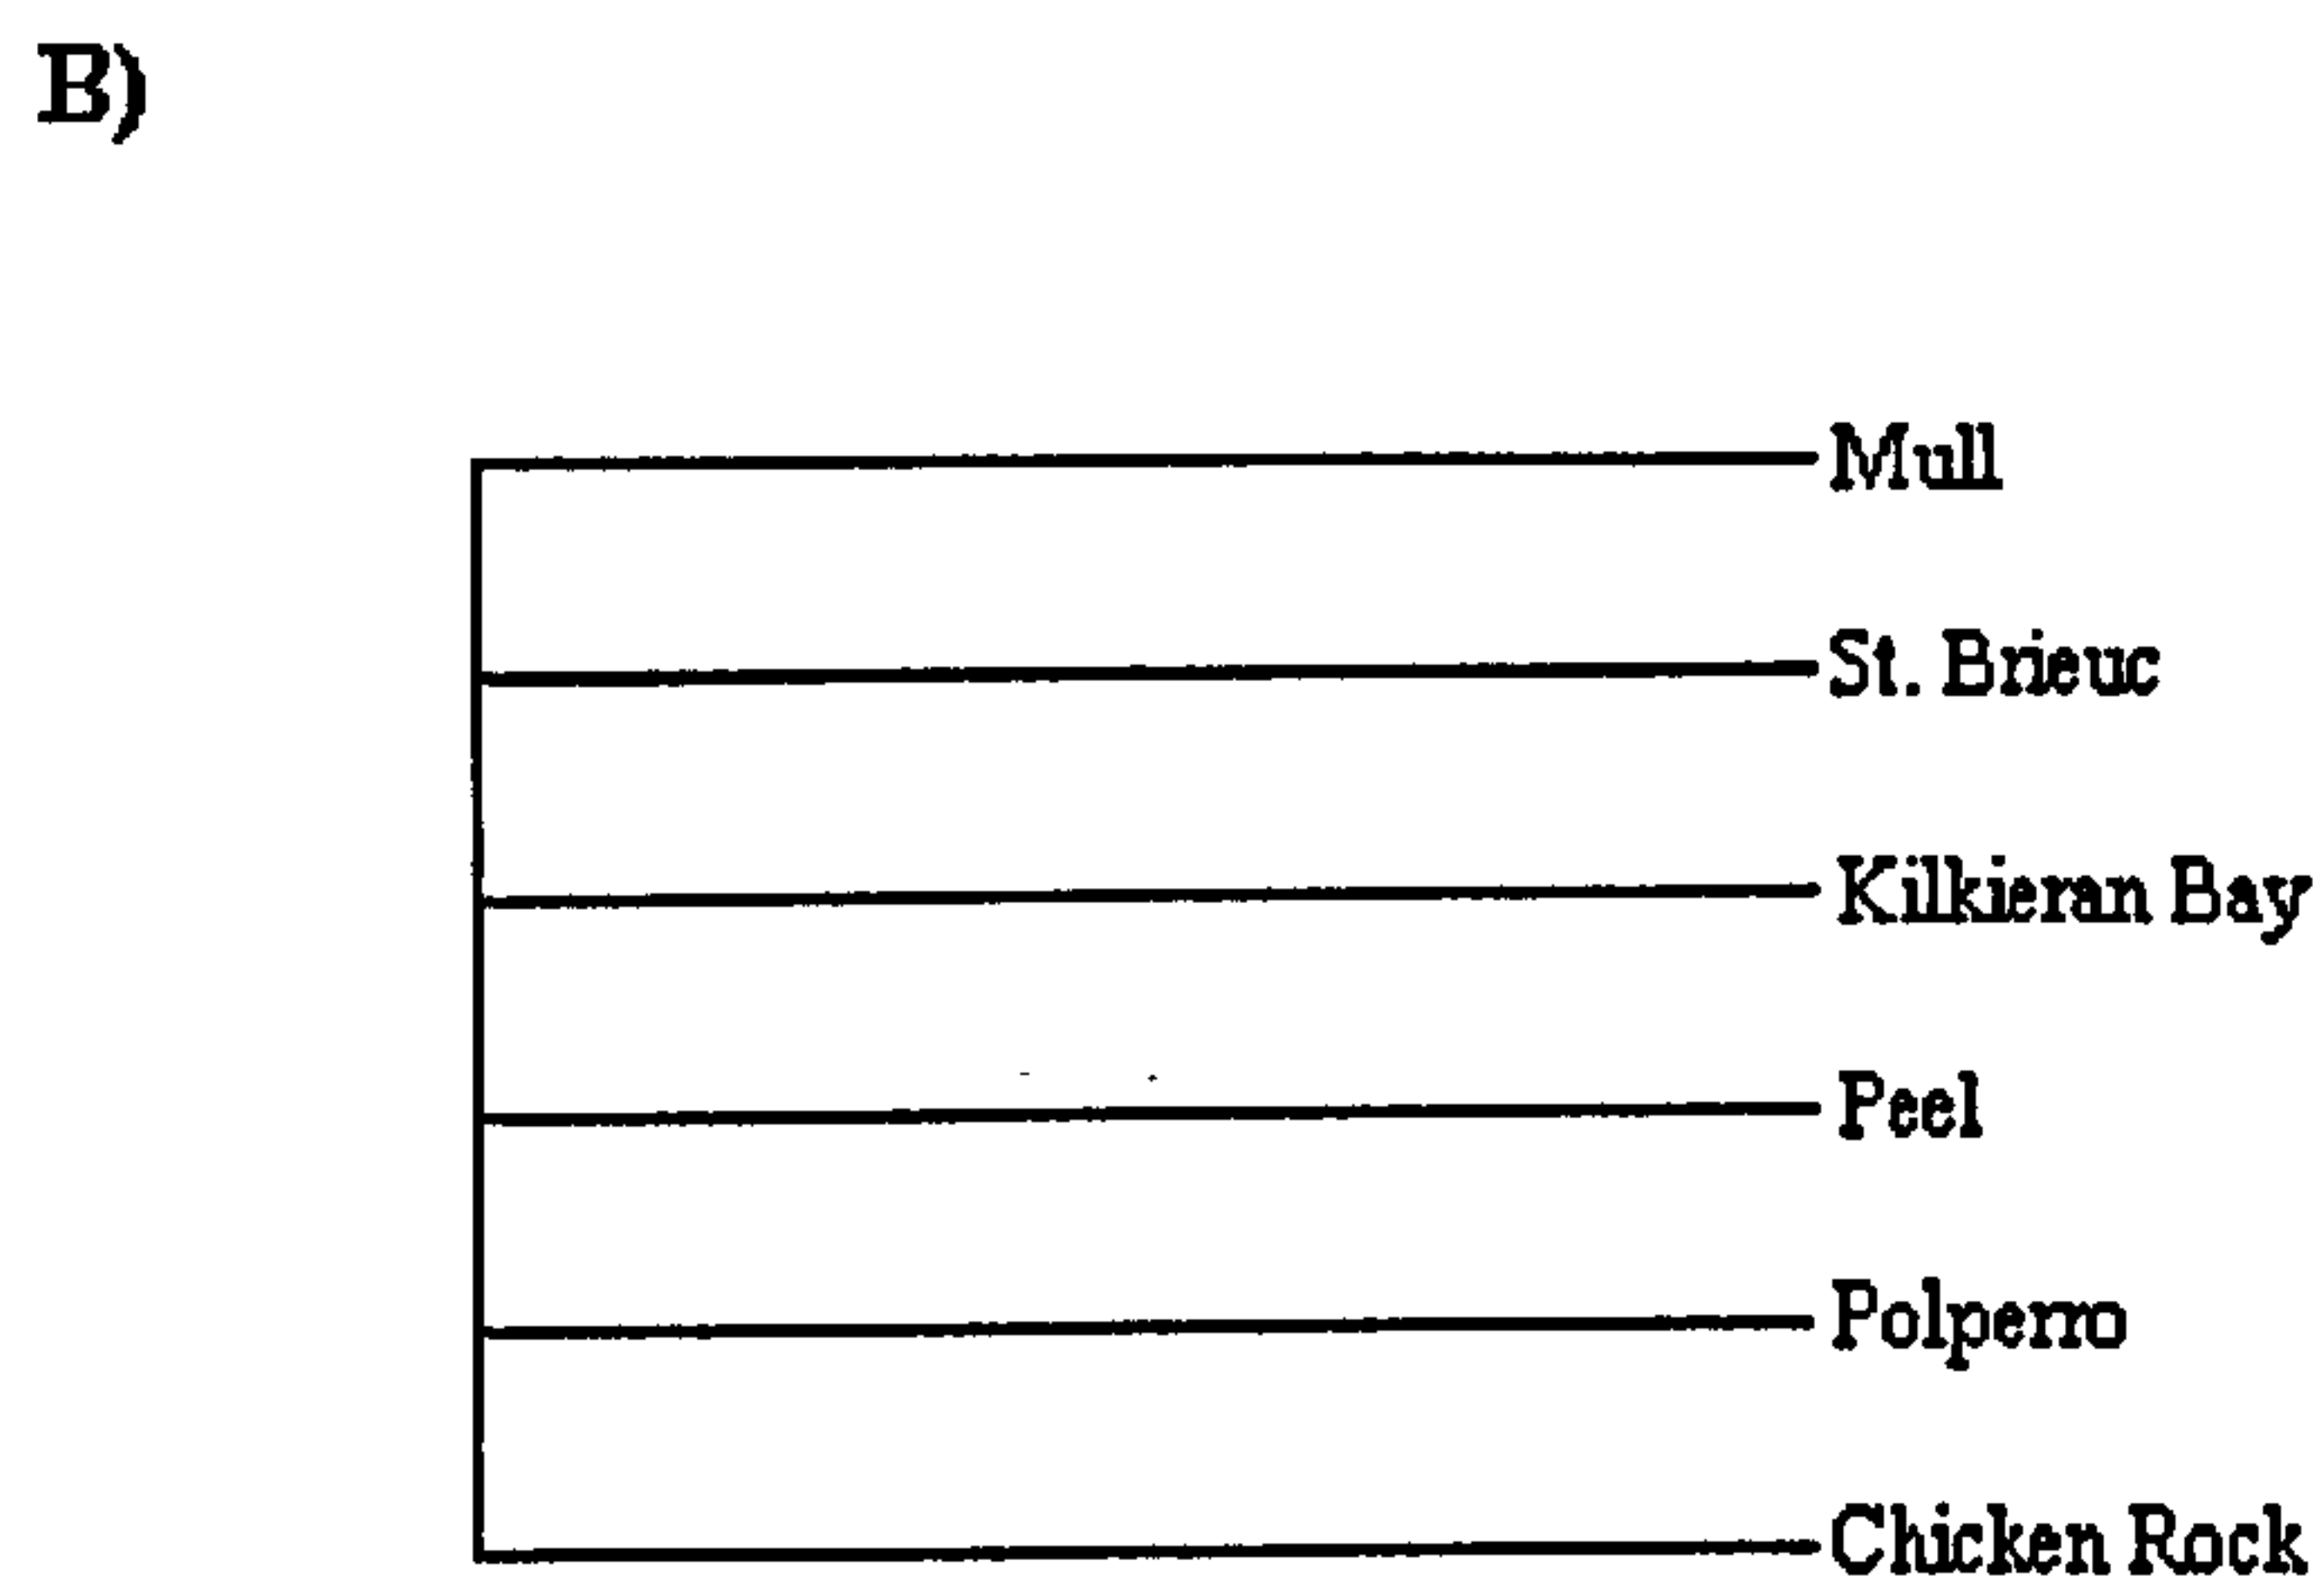 B)
Mull
St. Brieuc
Kilkieran Bay
Peel
Polperro
Chicken Rock